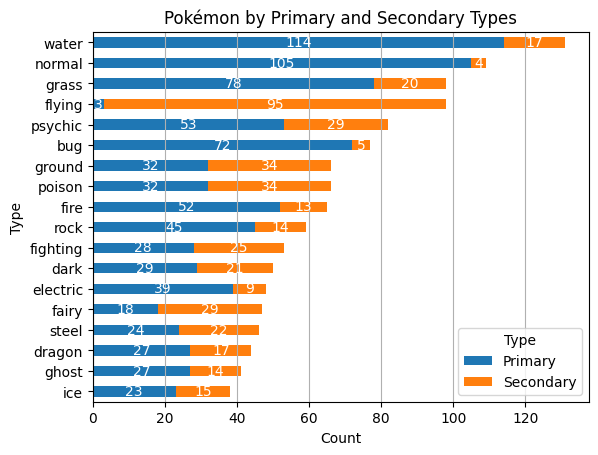 Pokémon by Primary and Secondary Types
Type
water 114 17
normal 105 4
grass 78 20
flying 3 95
psychic 53 29
bug 72 5
ground 32 34
poison 32 34
fire 52 13
rock 45 14
fighting 28 25
dark 29 21
electric 39 9
fairy 18 29
steel 24 22
dragon 27 17
ghost 27 14
ice 23 15
Type
Primary
Secondary
0 20 40 60 80 100 120
Count